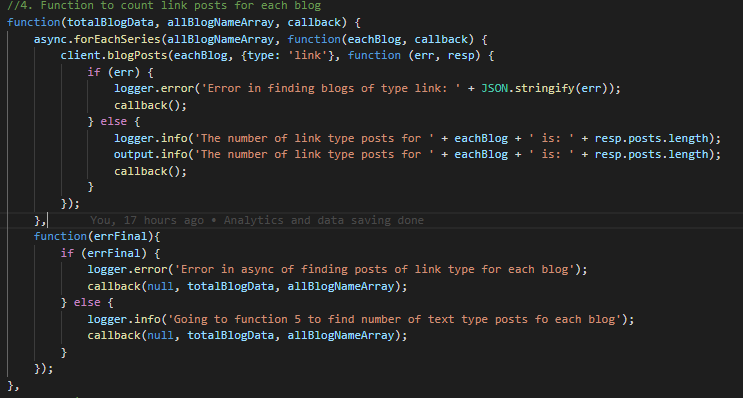 //4. Function to count link posts for each blog
function(totalBlogData, allBlogNameArray, callback) {
    async.forEachSeries(allBlogNameArray, function(eachBlog, callback) {
        client.blogPosts(eachBlog, {type: 'link'}, function (err, resp) {
            if (err) {
                logger.error('Error in finding blogs of type link: ' + JSON.stringify(err));
                callback();
            } else {
                logger.info('The number of link type posts for ' + eachBlog + ' is: ' + resp.posts.length);
                output.info('The number of link type posts for ' + eachBlog + ' is: ' + resp.posts.length);
                callback();
            }
        });
    },      You, 17 hours ago • Analytics and data saving done
    function(errFinal){
        if (errFinal) {
            logger.error('Error in async of finding posts of link type for each blog');
            callback(null, totalBlogData, allBlogNameArray);
        } else {
            logger.info('Going to function 5 to find number of text type posts fo each blog');
            callback(null, totalBlogData, allBlogNameArray);
        }
    });
},